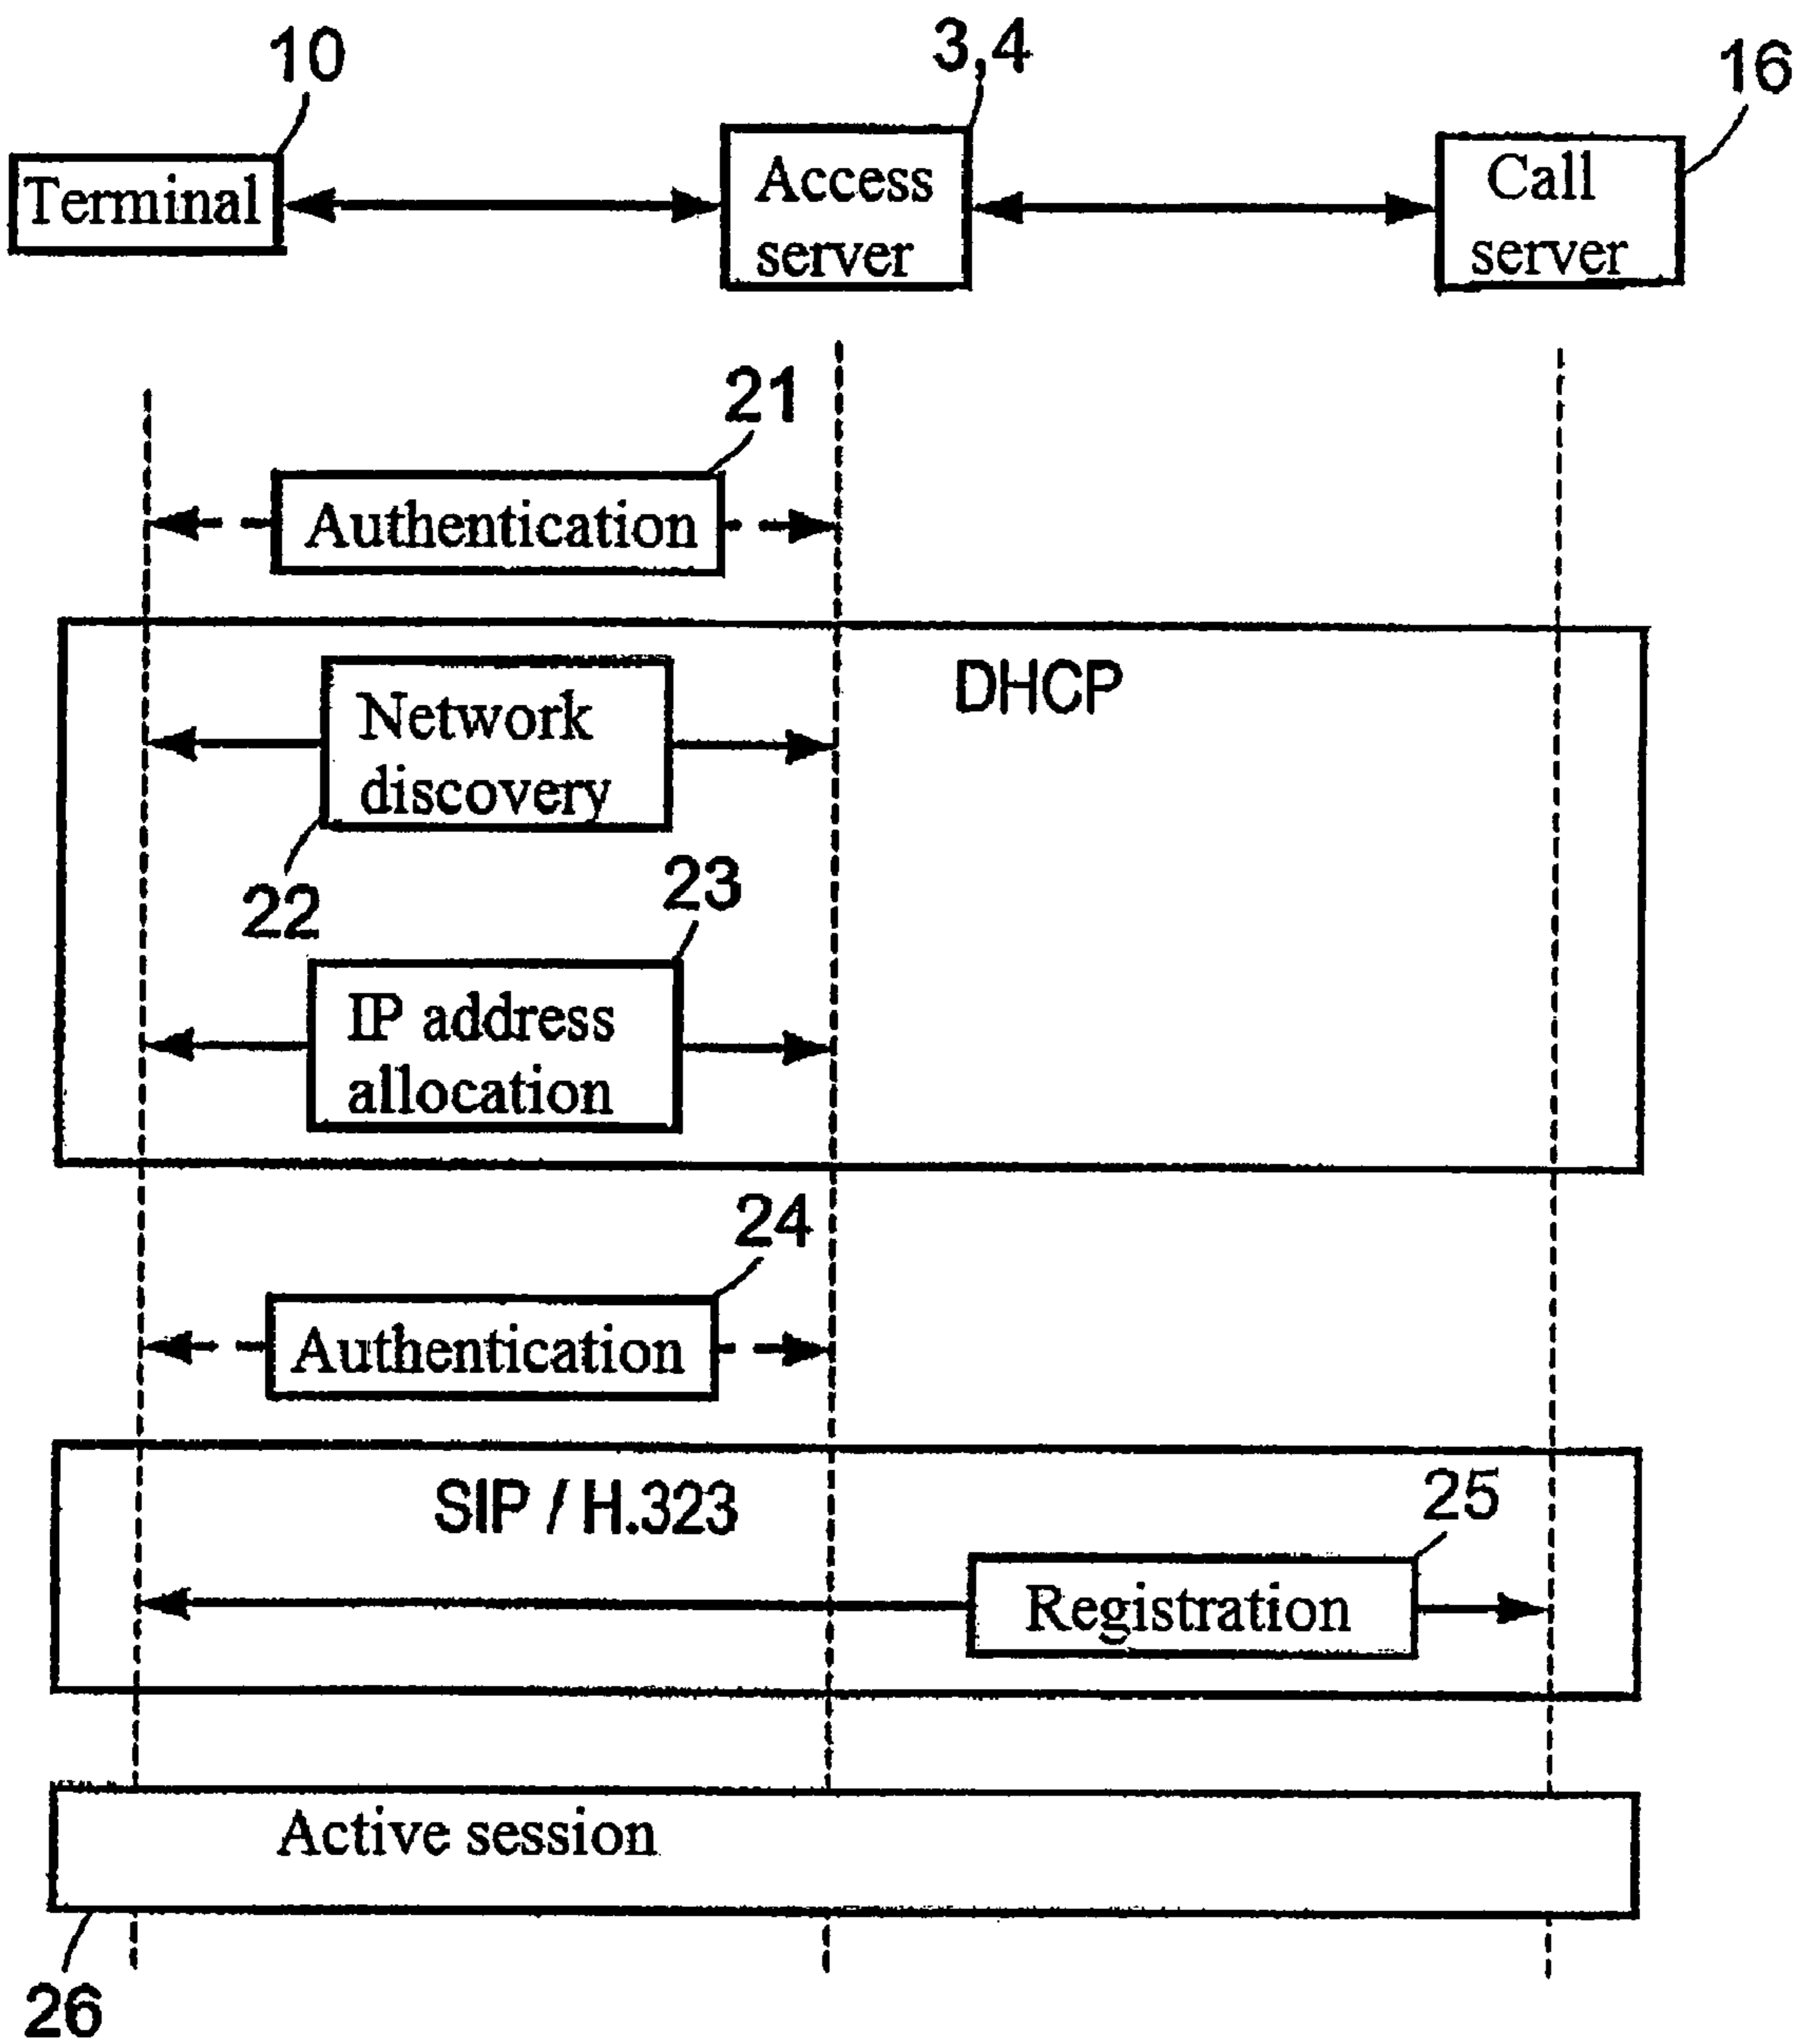 10
3,4
16
Terminal
Access
server
Call
server
21
Authentication
DHCP
Network
discovery
22
23
IP address
allocation
24
Authentication
SIP / H.323
25
Registration
Active session
26